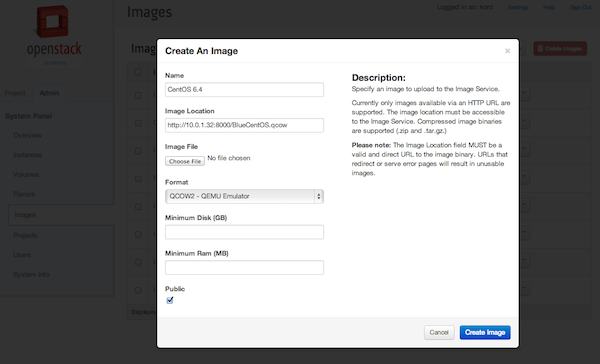 Images
Logged in as: nord
Settings
Help
Sign Out
openstack
Images
Delete Images
Project
Admin
System Panel
Overview
Instances
Volumes
Flavors
Images
Projects
Users
System Info
Create An Image
×
Name
CentOS 6.4
Image Location
http://10.0.1.32:8000/BlueCentOS.qcow
Image File
Choose File No file chosen
Format
QCOW2 - QEMU Emulator
Minimum Disk (GB)
Minimum Ram (MB)
Public
Description:
Specify an image to upload to the Image Service.
Currently only images available via an HTTP URL are
supported. The image location must be accessible
to the Image Service. Compressed image binaries
are supported (.zip and .tar.gz.)
Please note: The Image Location field MUST be a
valid and direct URL to the image binary. URLs that
redirect or serve error pages will result in unusable
images.
Cancel
Create Image